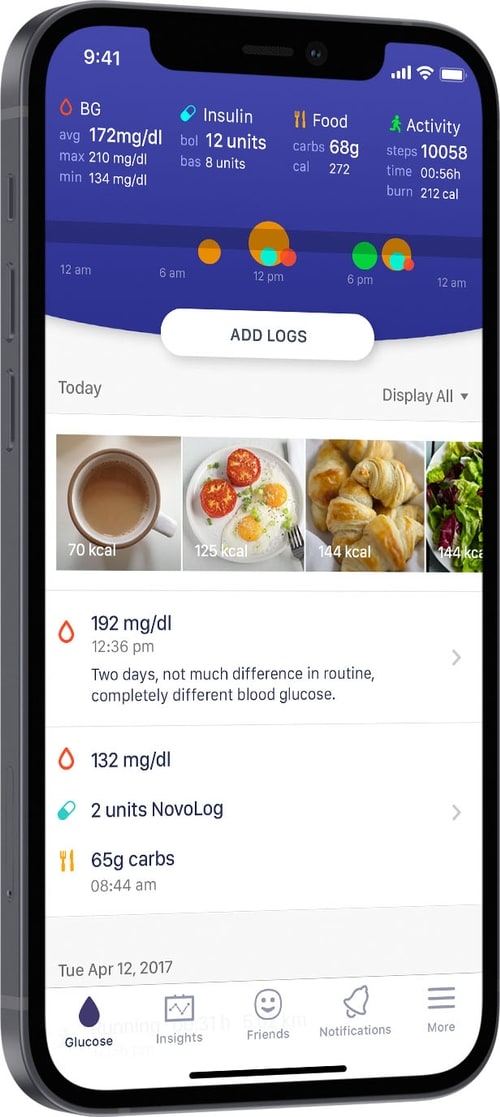 9:41
BG
avg 172mg/dl
max 210 mg/dl
min 134 mg/dl
Insulin
bol 12 units
bas 8 units
Food
carbs 68g
cal 272
Activity
steps 10058
time 00:56h
burn 212 cal
12 am 6 am 12 pm 6 pm 12 am
ADD LOGS
Today Display All
70 kcal 125 kcal 144 kcal 144 kca
192 mg/dl
12:36 pm
Two days, not much difference in routine,
completely different blood glucose.
132 mg/dl
2 units NovoLog
65g carbs
08:44 am
Tue Apr 12, 2017
Running
Glucose Insights Friends Notifications More